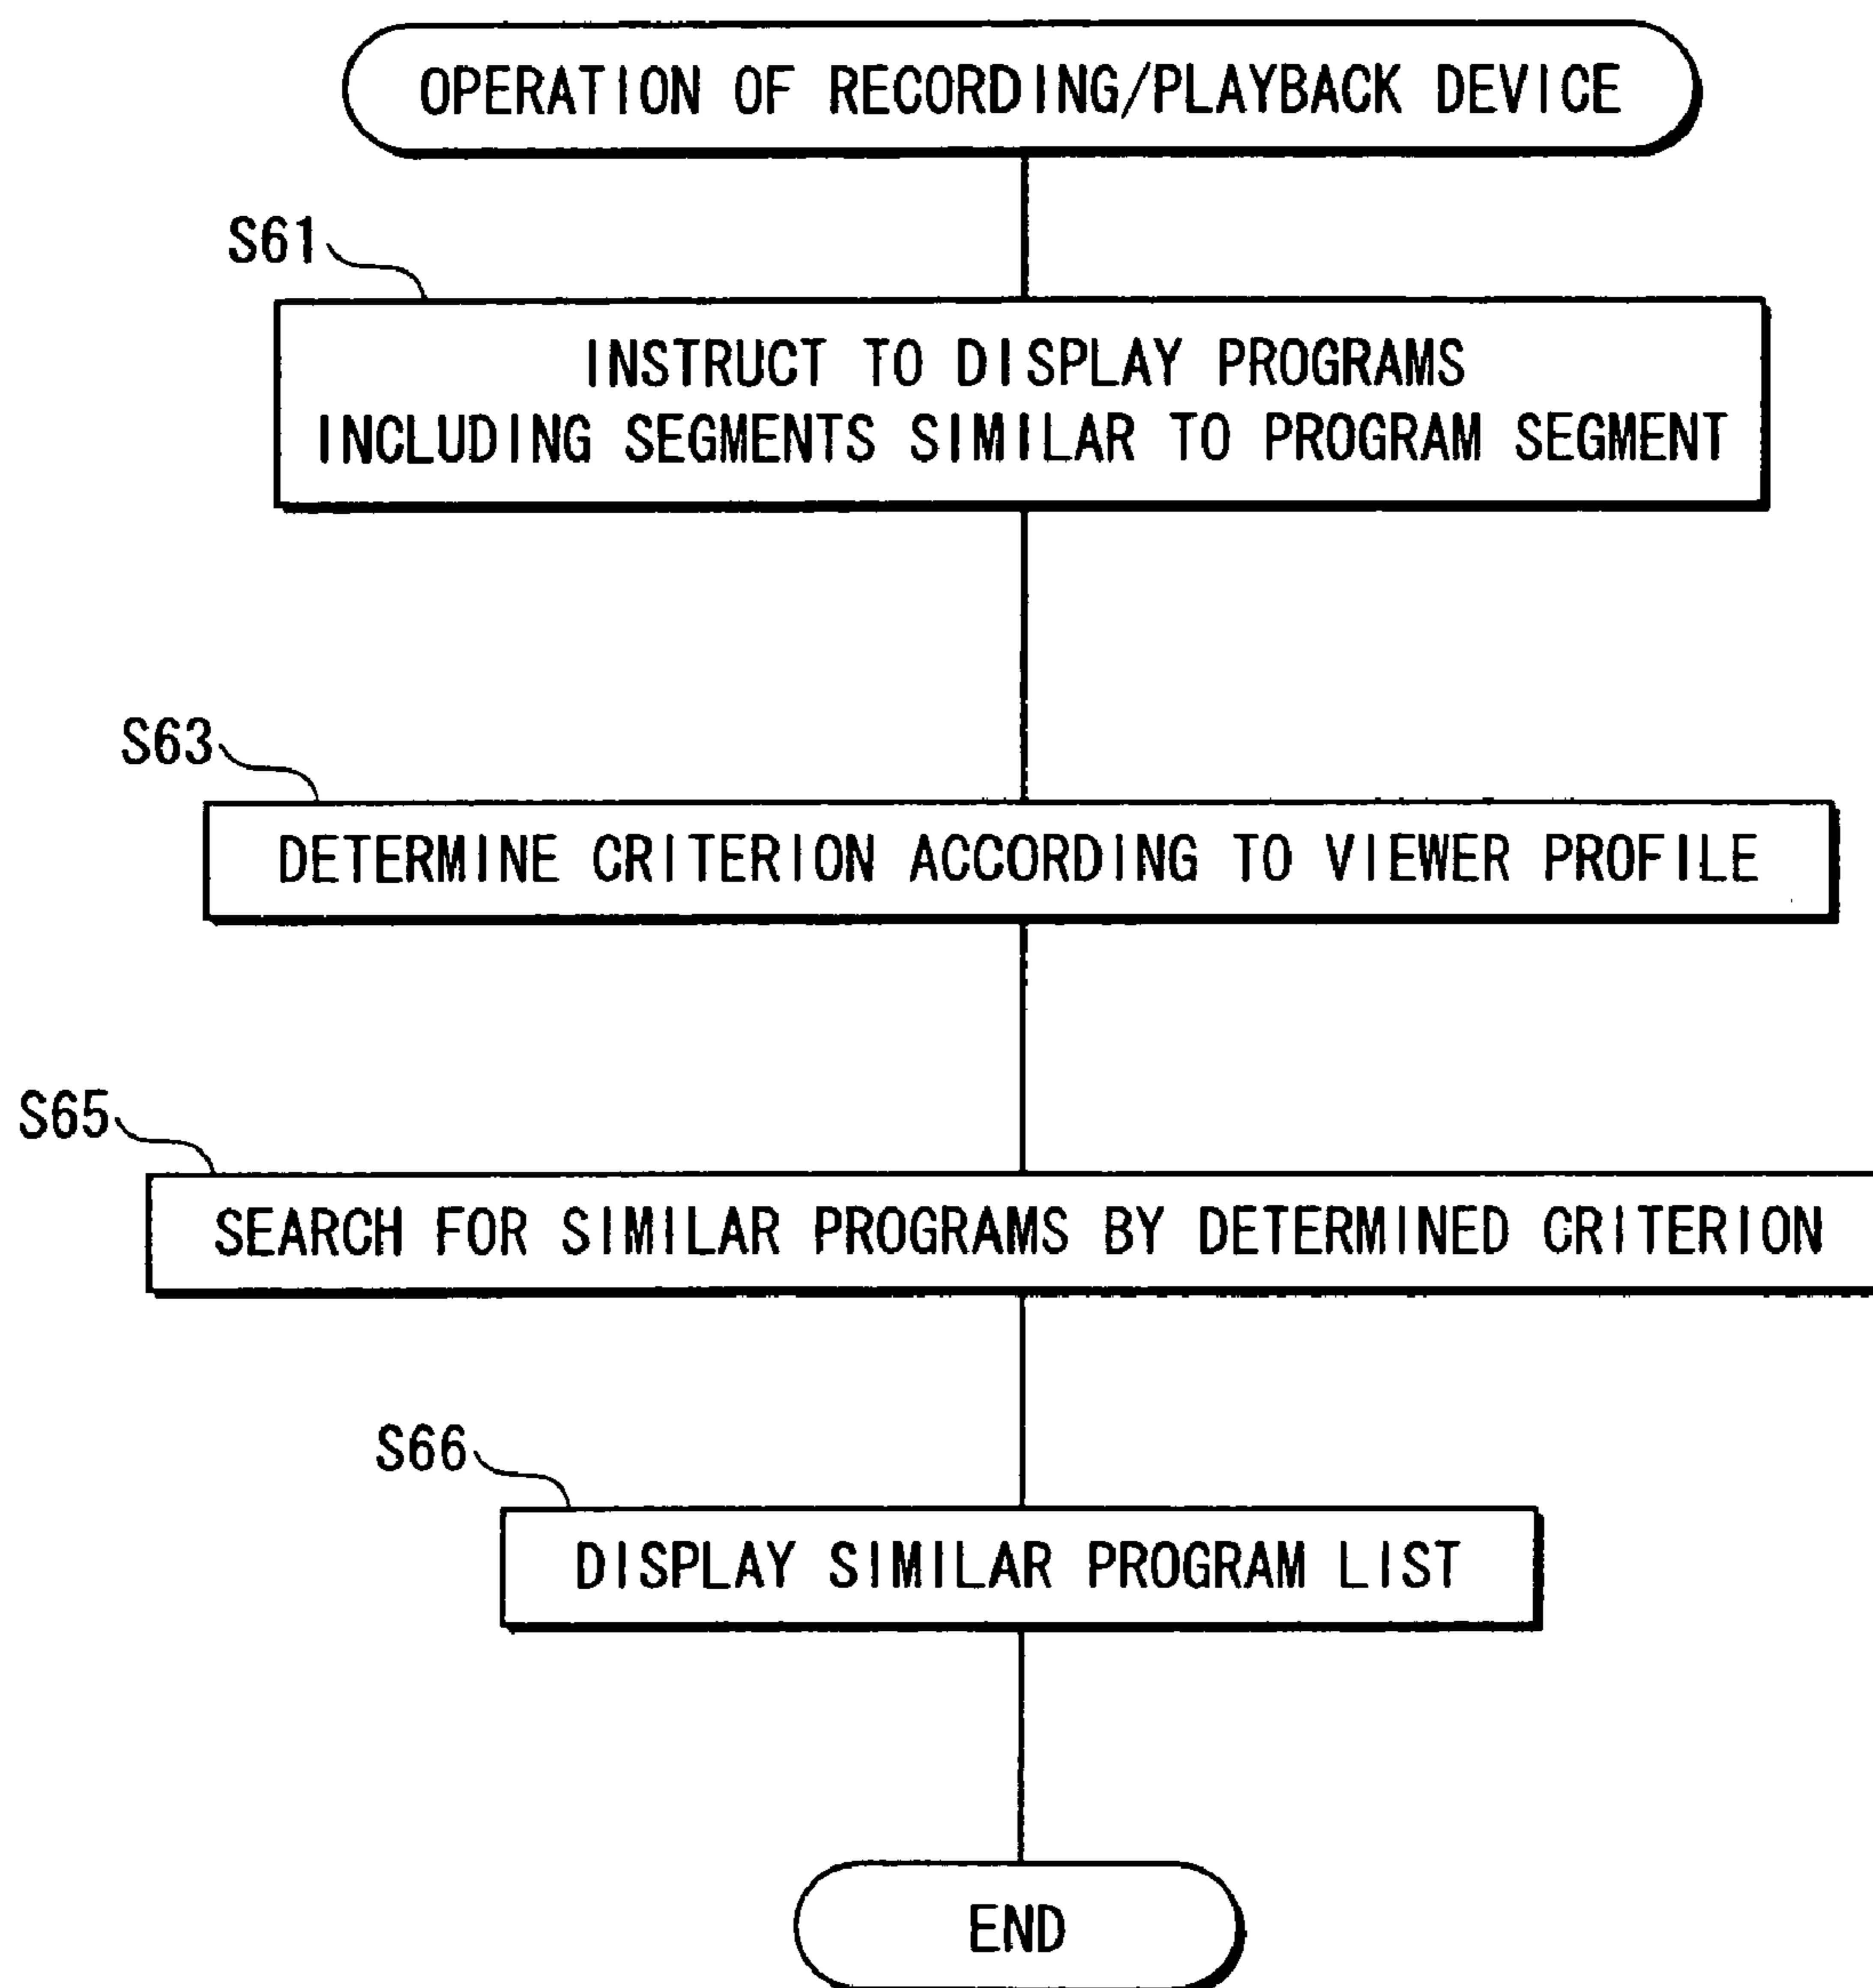 OPERATION OF RECORDING/PLAYBACK DEVICE
S61
INSTRUCT TO DISPLAY PROGRAMS
INCLUDING SEGMENTS SIMILAR TO PROGRAM SEGMENT
S63
DETERMINE CRITERION ACCORDING TO VIEWER PROFILE
S65
SEARCH FOR SIMILAR PROGRAMS BY DETERMINED CRITERION
S66
DISPLAY SIMILAR PROGRAM LIST
END